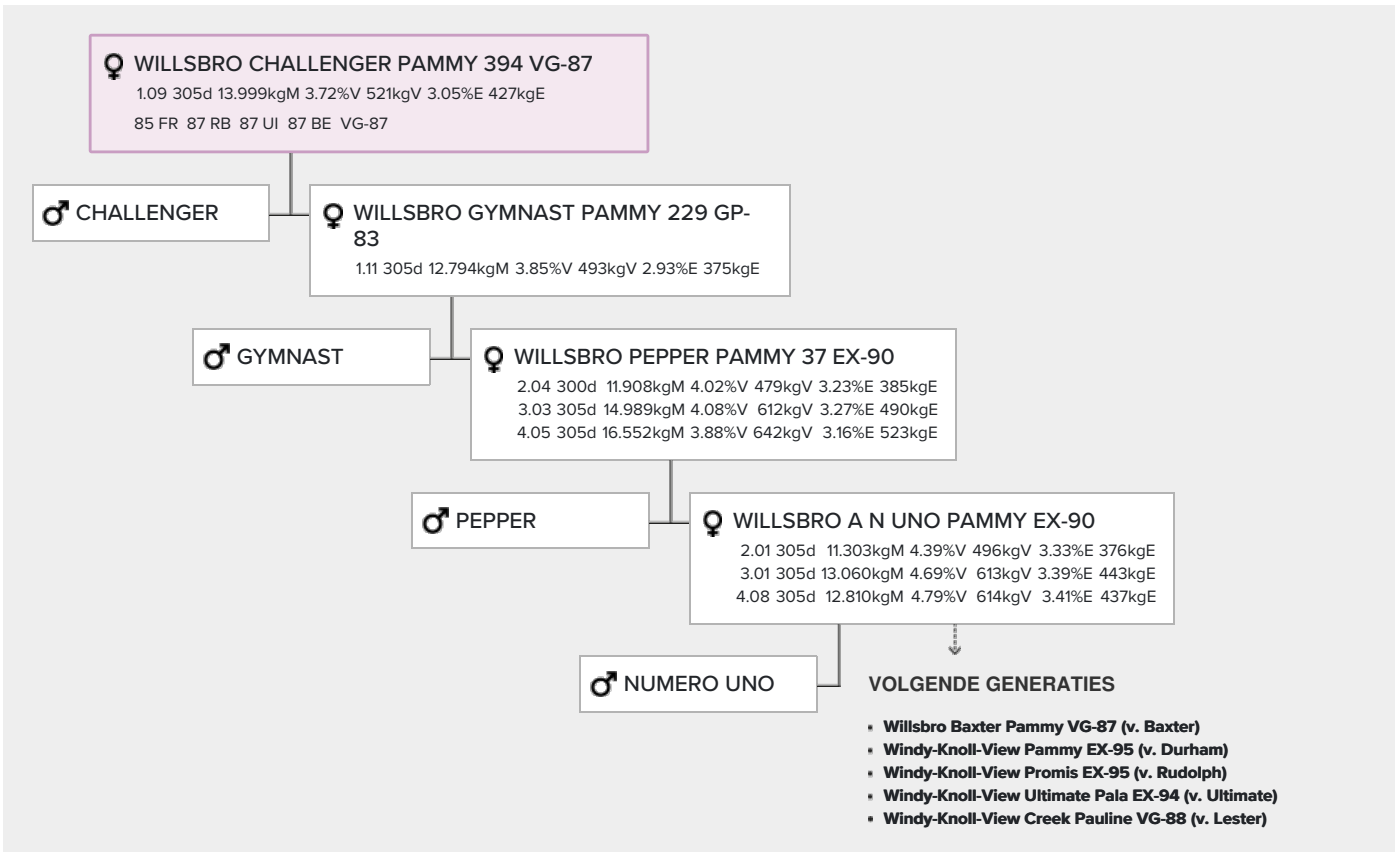 WILLSBRO CHALLENGER PAMMY 394 VG-87
1.09 305d 13.999kgM 3.72%V 521kgV 3.05%E 427kgE
85 FR 87 RB 87 UI 87 BE VG-87
CHALLENGER
WILLSBRO GYMNAST PAMMY 229 GP-
83
1.11 305d 12.794kgM 3.85%V 493kgV 2.93%E 375kgE
GYMNAST
WILLSBRO PEPPER PAMMY 37 EX-90
2.04 300d 11.908kgM 4.02%V 479kgV 3.23%E 385kgE
3.03 305d 14.989kgM 4.08%V 612kgV 3.27%E 490kgE
4.05 305d 16.552kgM 3.88%V 642kgV 3.16%E 523kgE
PEPPER
WILLSBRO A N UNO PAMMY EX-90
2.01 305d 11.303kgM 4.39%V 496kgV 3.33%E 376kgE
3.01 305d 13.060kgM 4.69%V 613kgV 3.39%E 443kgE
4.08 305d 12.810kgM 4.79%V 614kgV 3.41%E 437kgE
NUMERO UNO
VOLGENDE GENERATIES
▪ Willsbro Baxter Pammy VG-87 (v. Baxter)
▪ Windy-Knoll-View Pammy EX-95 (v. Durham)
▪ Windy-Knoll-View Promis EX-95 (v. Rudolph)
▪ Windy-Knoll-View Ultimate Pala EX-94 (v. Ultimate)
▪ Windy-Knoll-View Creek Pauline VG-88 (v. Lester)